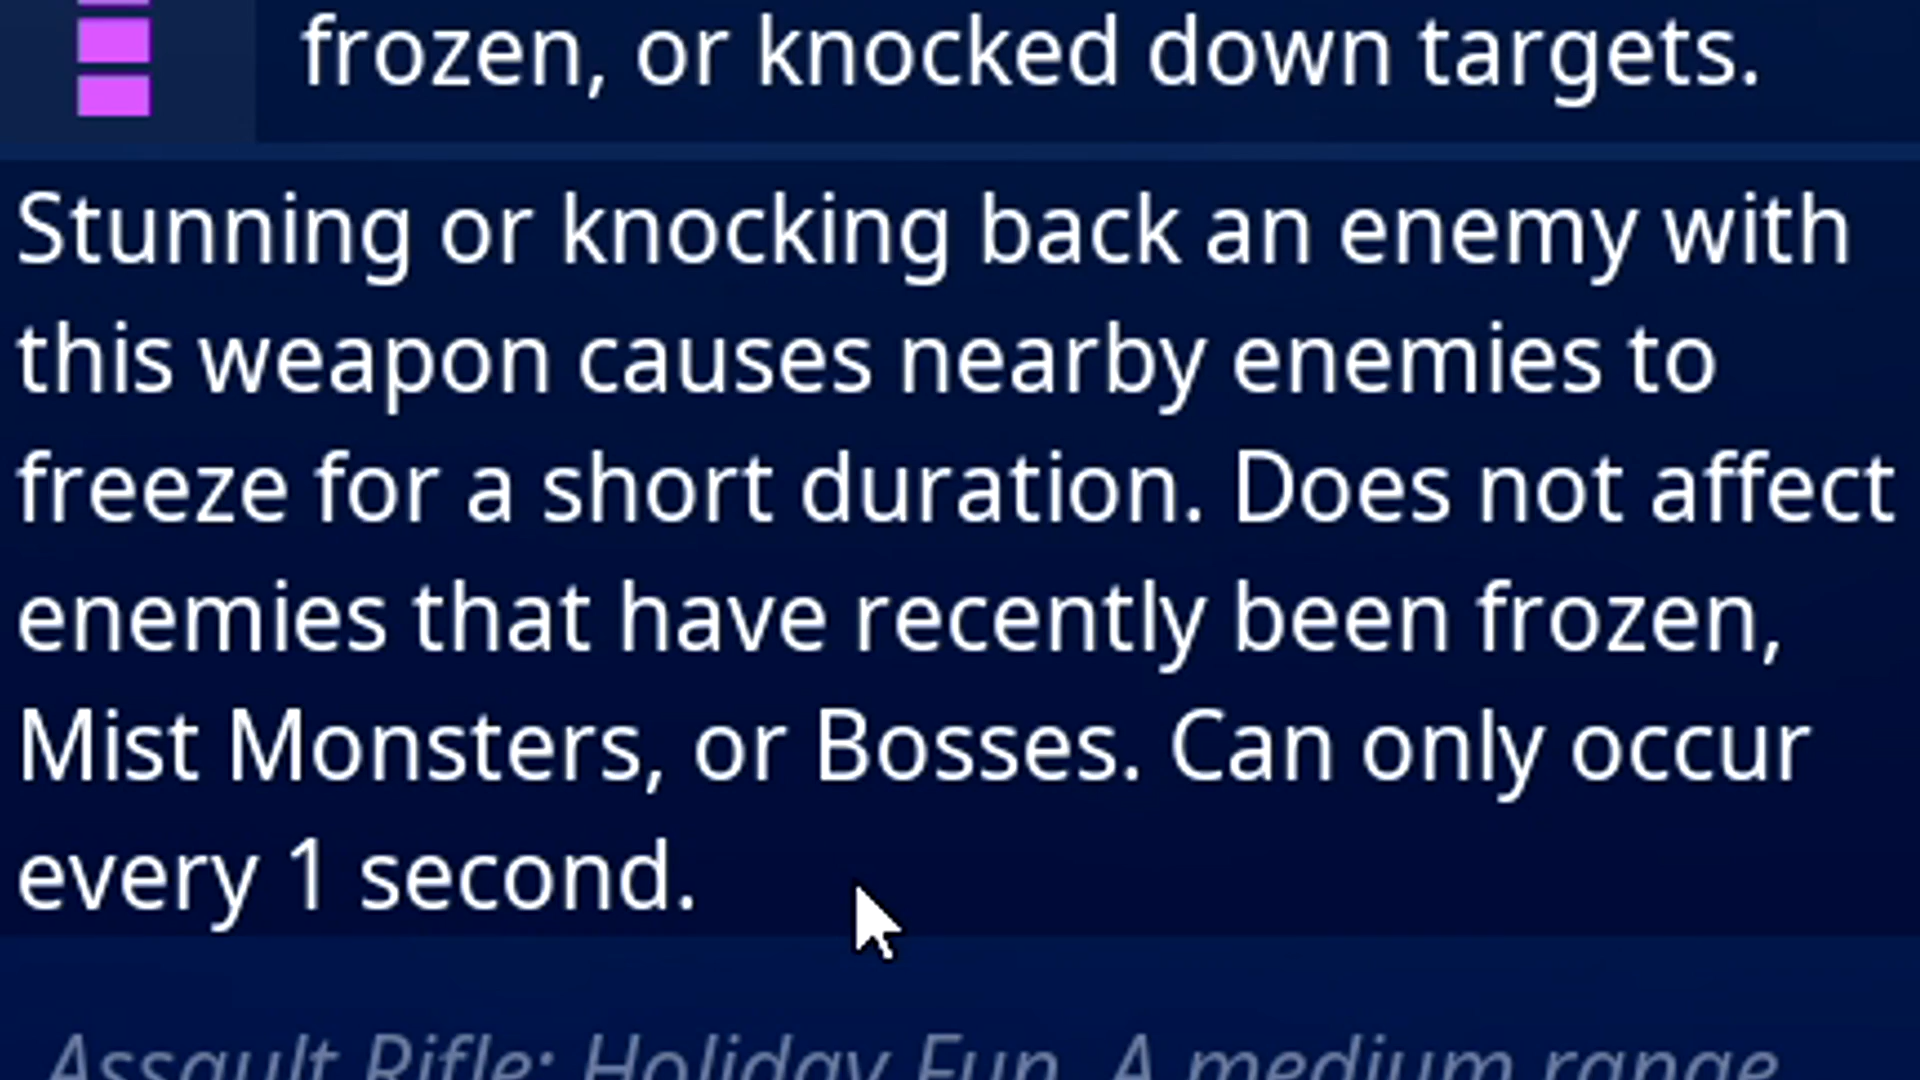 frozen, or knocked down targets.
Stunning or knocking back an enemy with
this weapon causes nearby enemies to
freeze for a short duration. Does not affect
enemies that have recently been frozen,
Mist Monsters, or Bosses. Can only occur
every 1 second.
Assault Rifle: Holiday Fun. A medium range